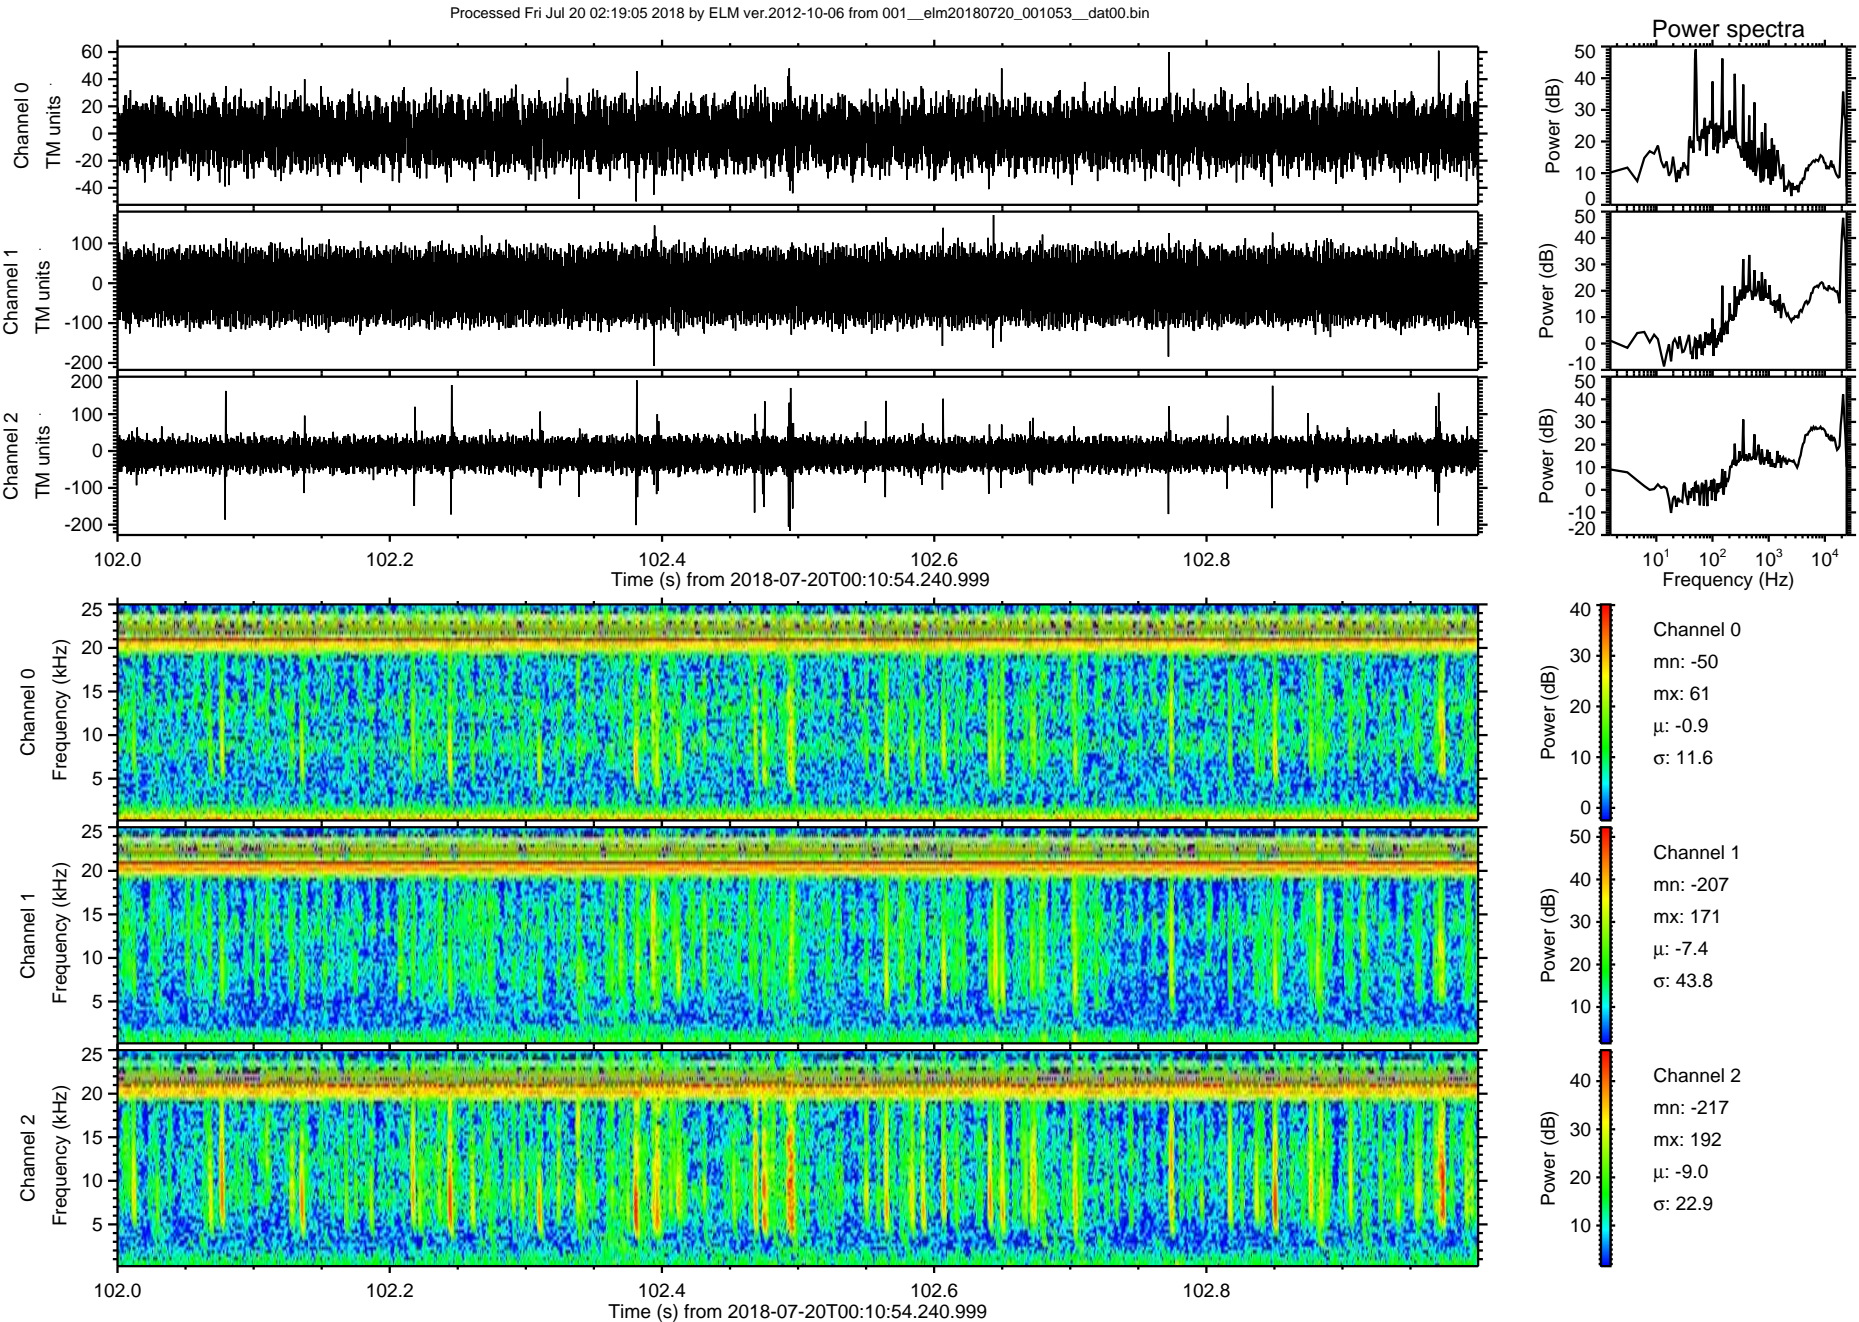 Processed Fri Jul 20 02:19:05 2018 by ELM ver.2012-10-06 from 001__elm20180720_001053__dat00.bin
Power spectra
Channel 0
TM units
60
40
20
0
-20
-40
Power (dB)
50
40
30
20
10
0
Channel 1
TM units
100
0
-100
-200
Power (dB)
50
40
30
20
10
0
-10
Channel 2
TM units
200
100
0
-100
-200
Power (dB)
50
40
30
20
10
0
-10
-20
102.0 102.2 102.4 102.6 102.8
Time (s) from 2018-07-20T00:10:54.240.999
10^1 10^2 10^3 10^4
Frequency (Hz)
Channel 0
Frequency (kHz)
25
20
15
10
5
Power (dB)
40
30
20
10
0
Channel 0
mn: -50
mx: 61
μ: -0.9
σ: 11.6
Channel 1
Frequency (kHz)
25
20
15
10
5
Power (dB)
50
40
30
20
10
Channel 1
mn: -207
mx: 171
μ: -7.4
σ: 43.8
Channel 2
Frequency (kHz)
25
20
15
10
5
Power (dB)
40
30
20
10
Channel 2
mn: -217
mx: 192
μ: -9.0
σ: 22.9
102.0 102.2 102.4 102.6 102.8
Time (s) from 2018-07-20T00:10:54.240.999